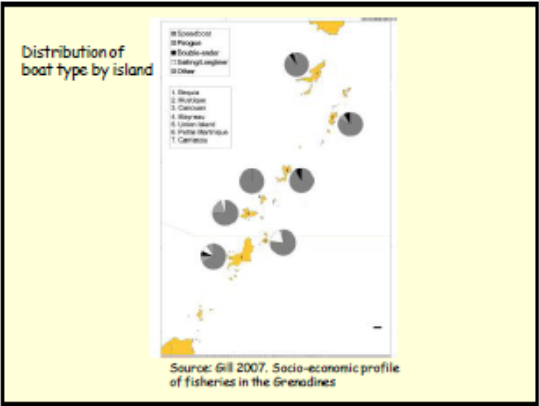 Distribution of
boat type by island
Speedboat
Pirogue
Double-ender
Sailing/Longliner
Other
1. Bequia
2. Mustique
3. Canouan
4. Mayreau
5. Union Island
6. Petite Martinique
7. Carriacou
Source: Gill 2007. Socio-economic profile
of fisheries in the Grenadines